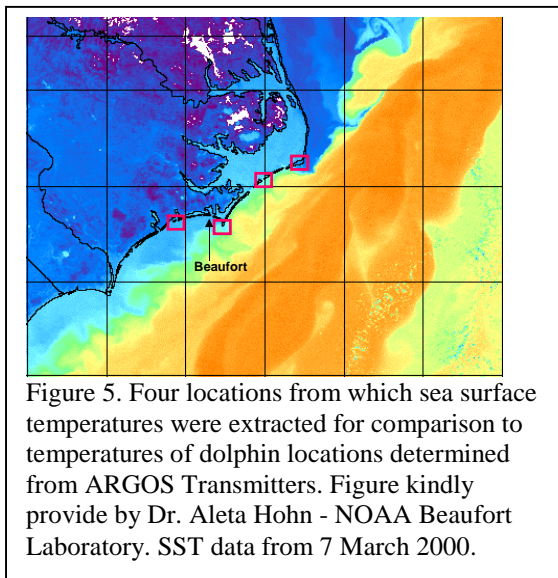 Beaufort
Figure 5. Four locations from which sea surface
temperatures were extracted for comparison to
temperatures of dolphin locations determined
from ARGOS Transmitters. Figure kindly
provide by Dr. Aleta Hohn - NOAA Beaufort
Laboratory. SST data from 7 March 2000.